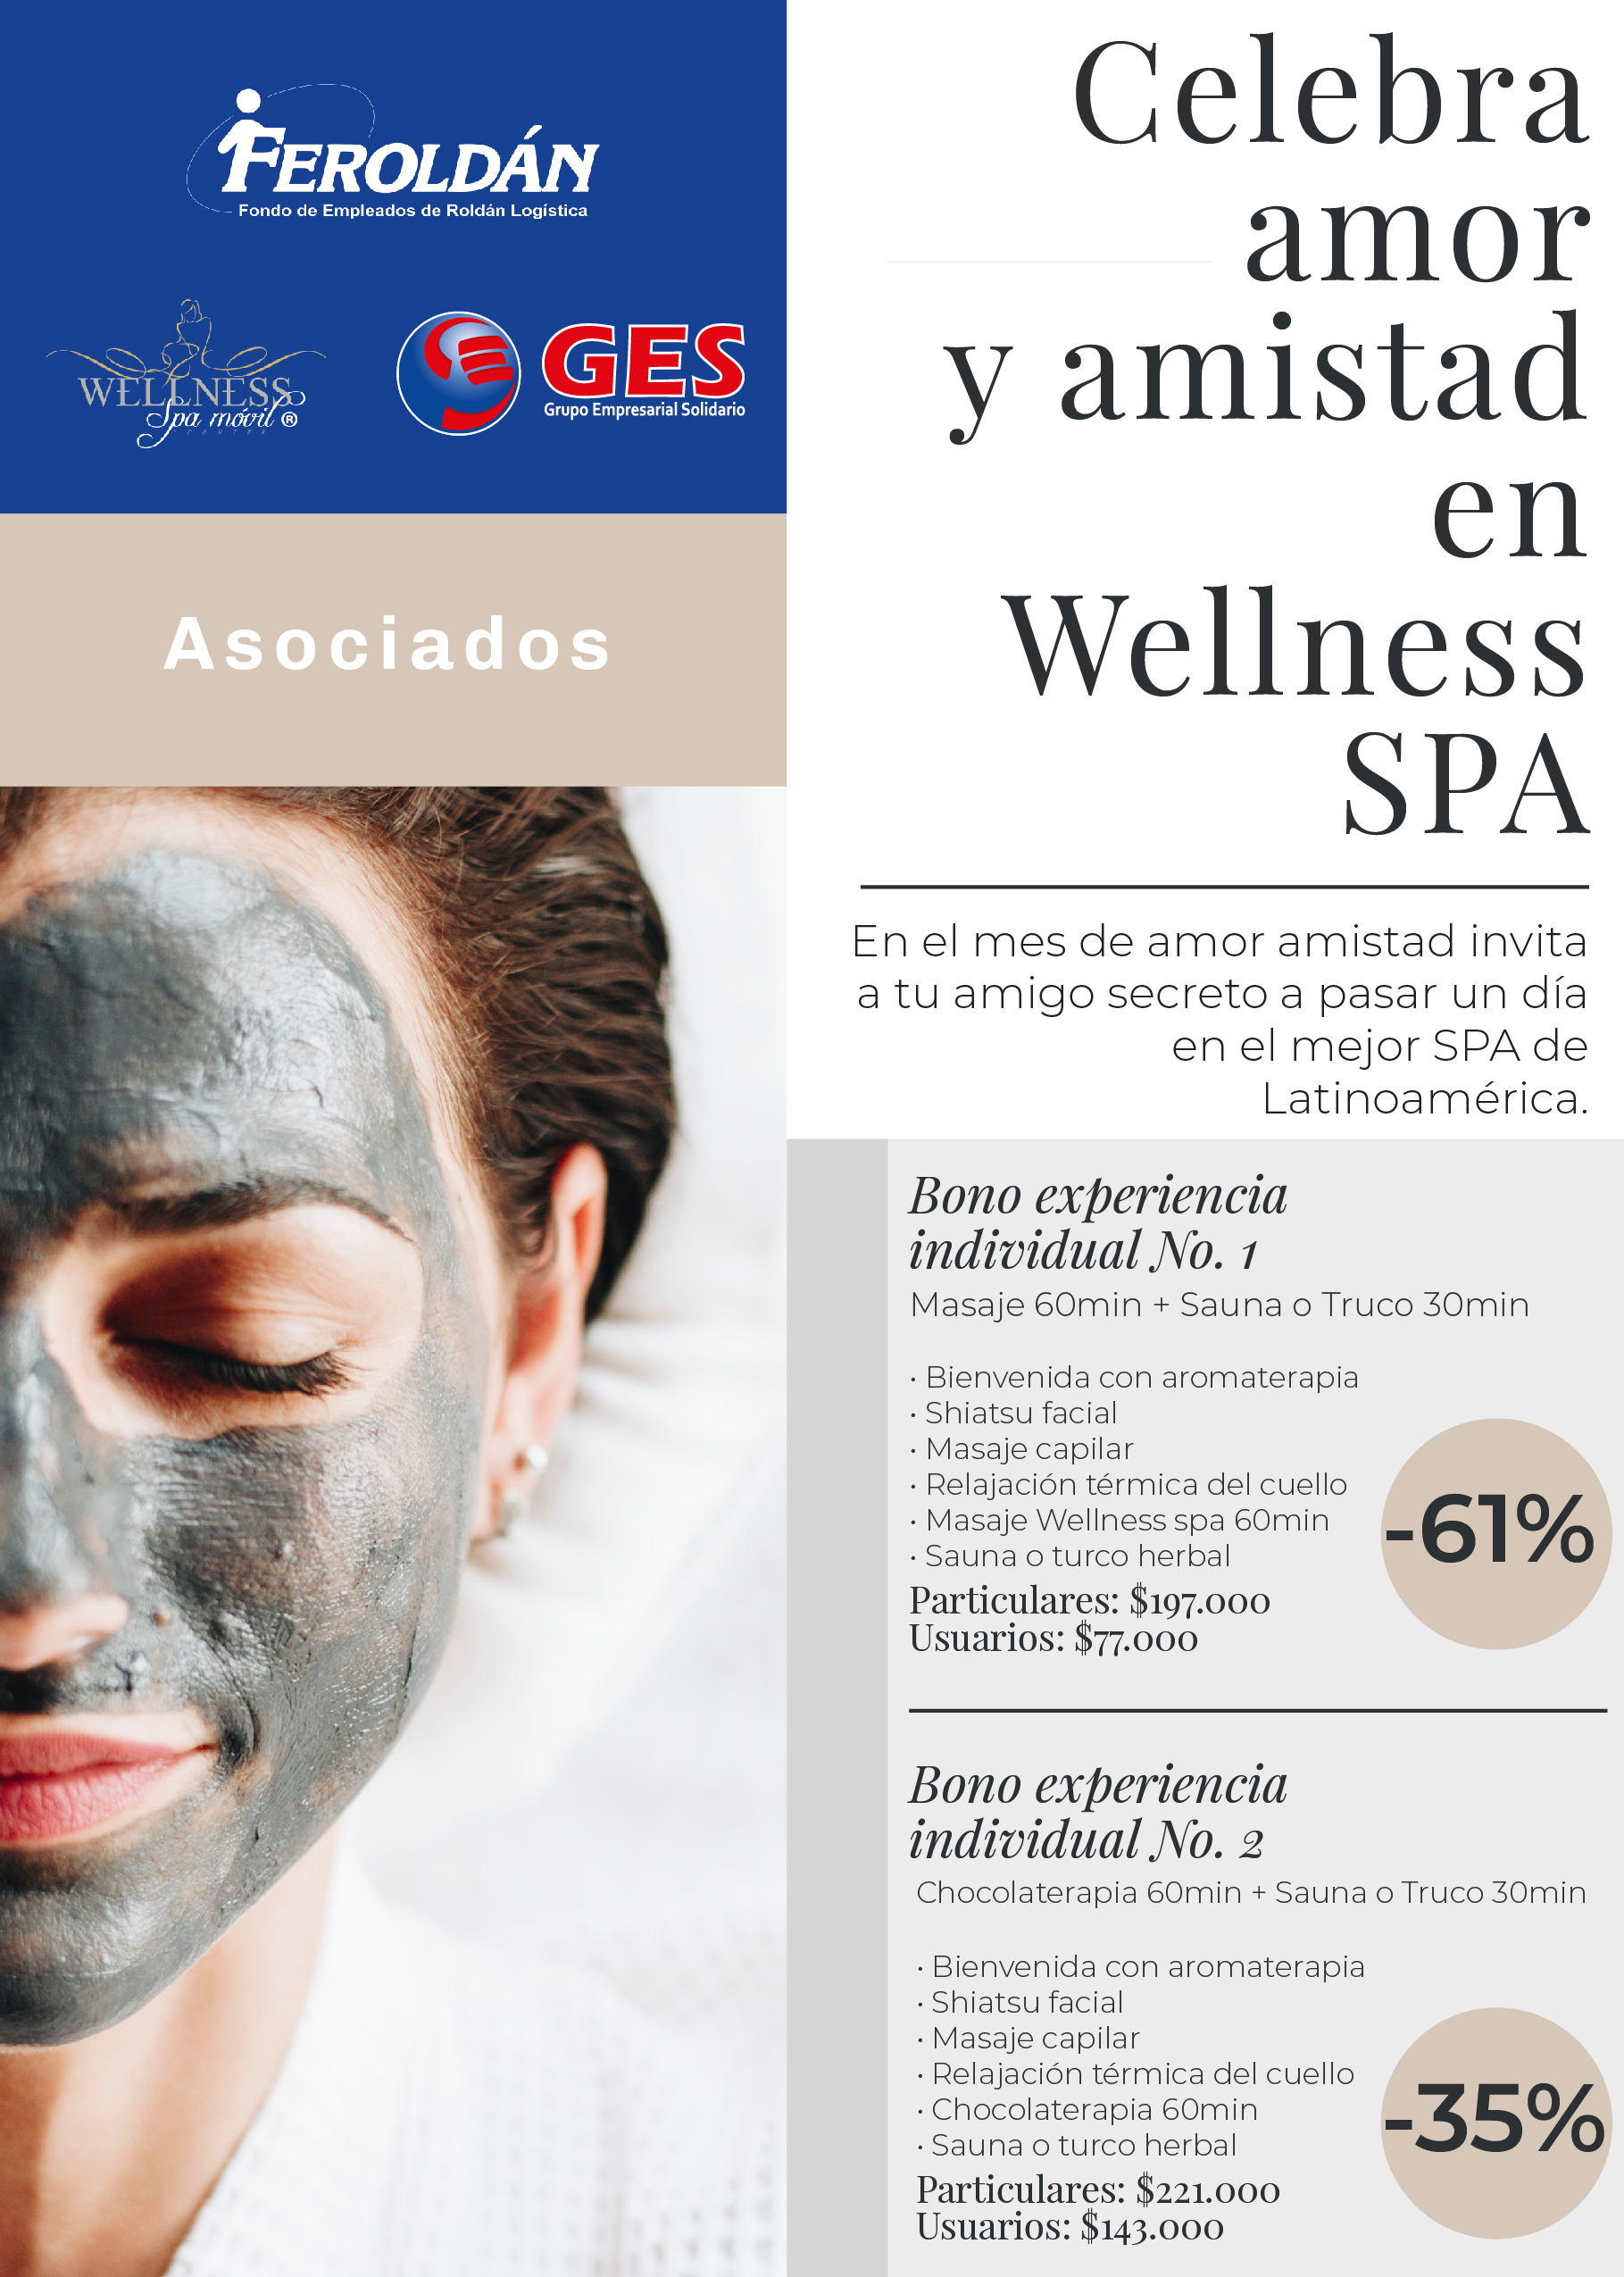 FEROLDÁN
Fondo de Empleados de Roldán Logística
WELLNESS
Spa móvil ®
CENTER
GES
Grupo Empresarial Solidario
Asociados
Celebra
amor
y amistad
en
Wellness
SPA
En el mes de amor amistad invita
a tu amigo secreto a pasar un día
en el mejor SPA de
Latinoamérica.
Bono experiencia
individual No. 1
Masaje 60min + Sauna o Truco 30min
• Bienvenida con aromaterapia
• Shiatsu facial
• Masaje capilar
• Relajación térmica del cuello
• Masaje Wellness spa 60min
• Sauna o turco herbal
Particulares: $197.000
Usuarios: $77.000
-61%
Bono experiencia
individual No. 2
Chocolaterapia 60min + Sauna o Truco 30min
• Bienvenida con aromaterapia
• Shiatsu facial
• Masaje capilar
• Relajación térmica del cuello
• Chocolaterapia 60min
• Sauna o turco herbal
Particulares: $221.000
Usuarios: $143.000
-35%